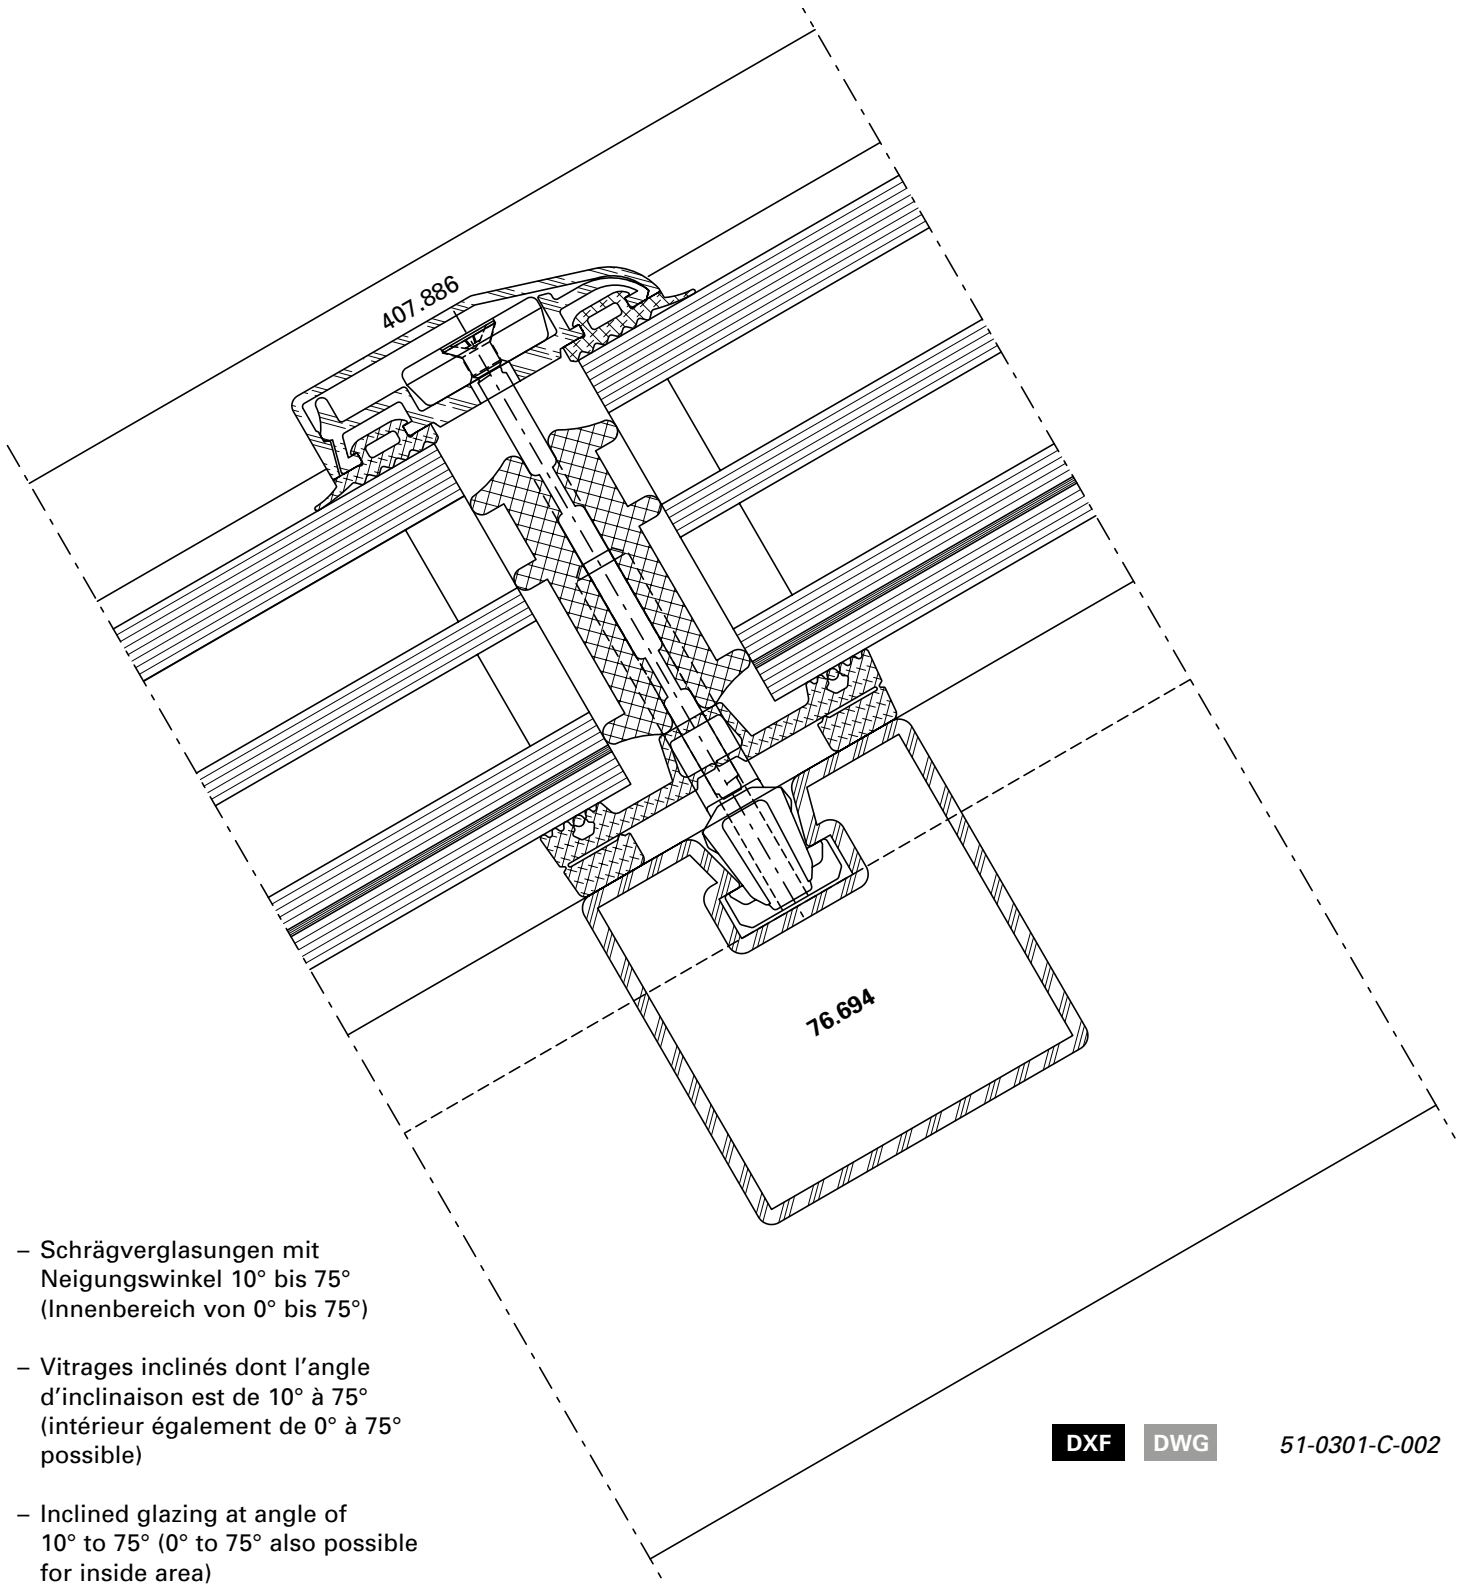 407.886
76.694
– Schrägverglasungen mit
Neigungswinkel 10° bis 75°
(Innenbereich von 0° bis 75°)
– Vitrages inclinés dont l’angle
d’inclinaison est de 10° à 75°
(intérieur également de 0° à 75°
possible)
– Inclined glazing at angle of
10° to 75° (0° to 75° also possible
for inside area)
DXF DWG 51-0301-C-002